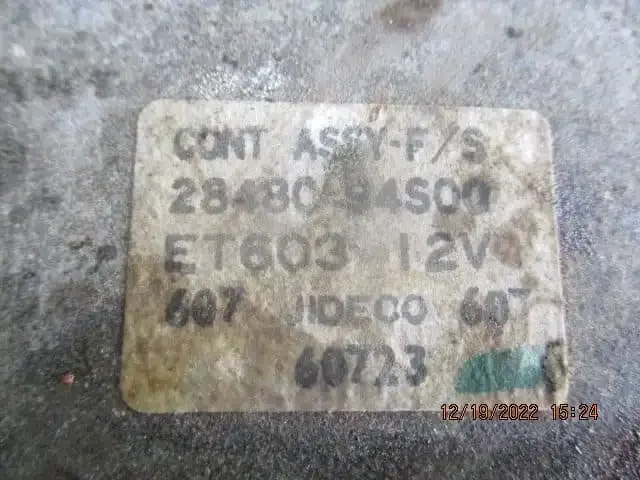 CONT ASSY-F/S
28480-94S00
ET603 12V
607 JIDECO 607
60723
12/19/2022 15:24